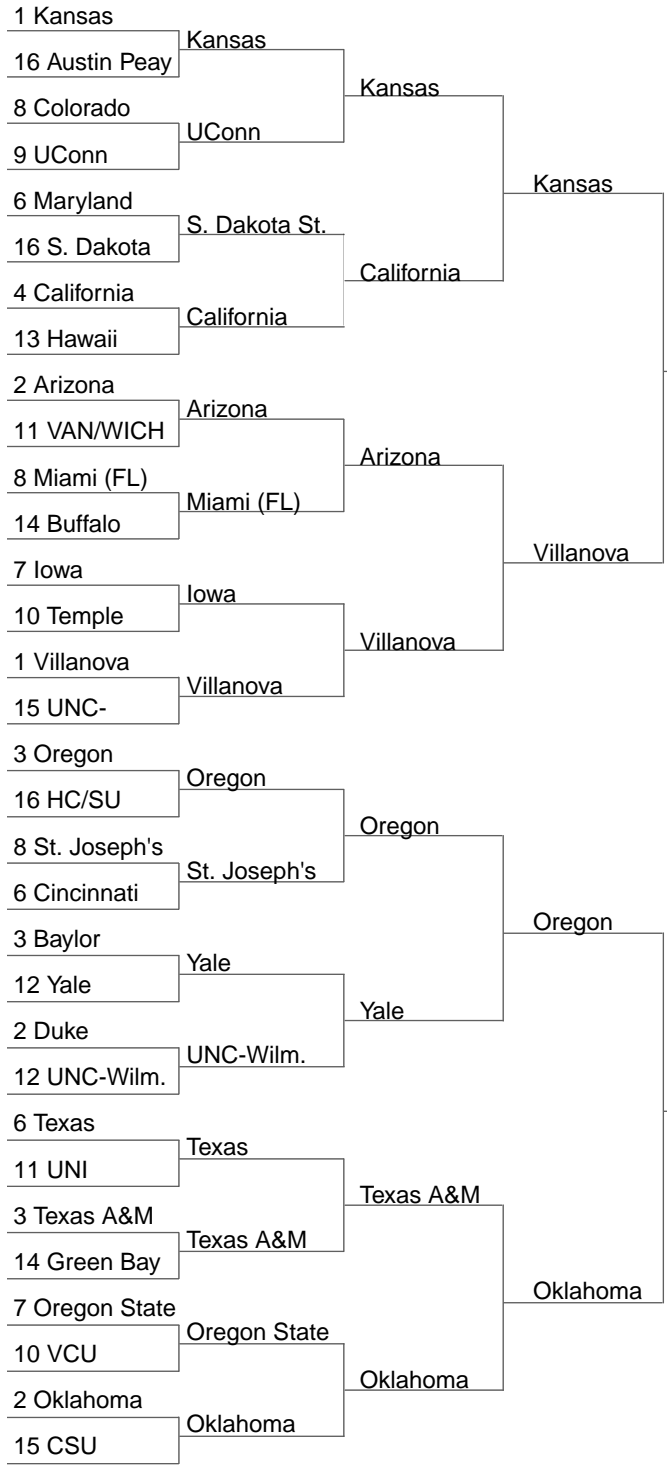 1 Kansas
16 Austin Peay
8 Colorado
9 UConn
6 Maryland
16 S. Dakota
4 California
13 Hawaii
2 Arizona
11 VAN/WICH
8 Miami (FL)
14 Buffalo
7 Iowa
10 Temple
1 Villanova
15 UNC-
3 Oregon
16 HC/SU
8 St. Joseph's
6 Cincinnati
3 Baylor
12 Yale
2 Duke
12 UNC-Wilm.
6 Texas
11 UNI
3 Texas A&M
14 Green Bay
7 Oregon State
10 VCU
2 Oklahoma
15 CSU
Kansas
UConn
S. Dakota St.
California
Arizona
Miami (FL)
Iowa
Villanova
Oregon
St. Joseph's
Yale
UNC-Wilm.
Texas
Texas A&M
Oregon State
Oklahoma
Kansas
California
Arizona
Villanova
Oregon
Yale
Texas A&M
Oklahoma
Kansas
Villanova
Oregon
Oklahoma